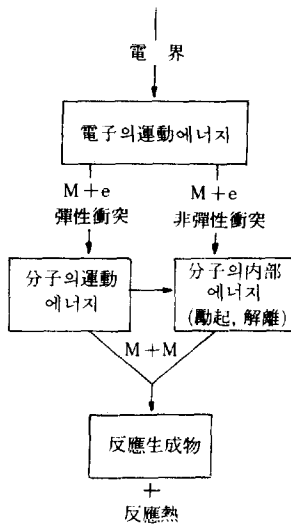 電 界
電子의運動에너지
M+e
彈性衝突
M+e
非彈性衝突
分子의運動
에너지
分子의內部
에너지
(勵起, 解離)
M+M
反應生成物
+
反應熱